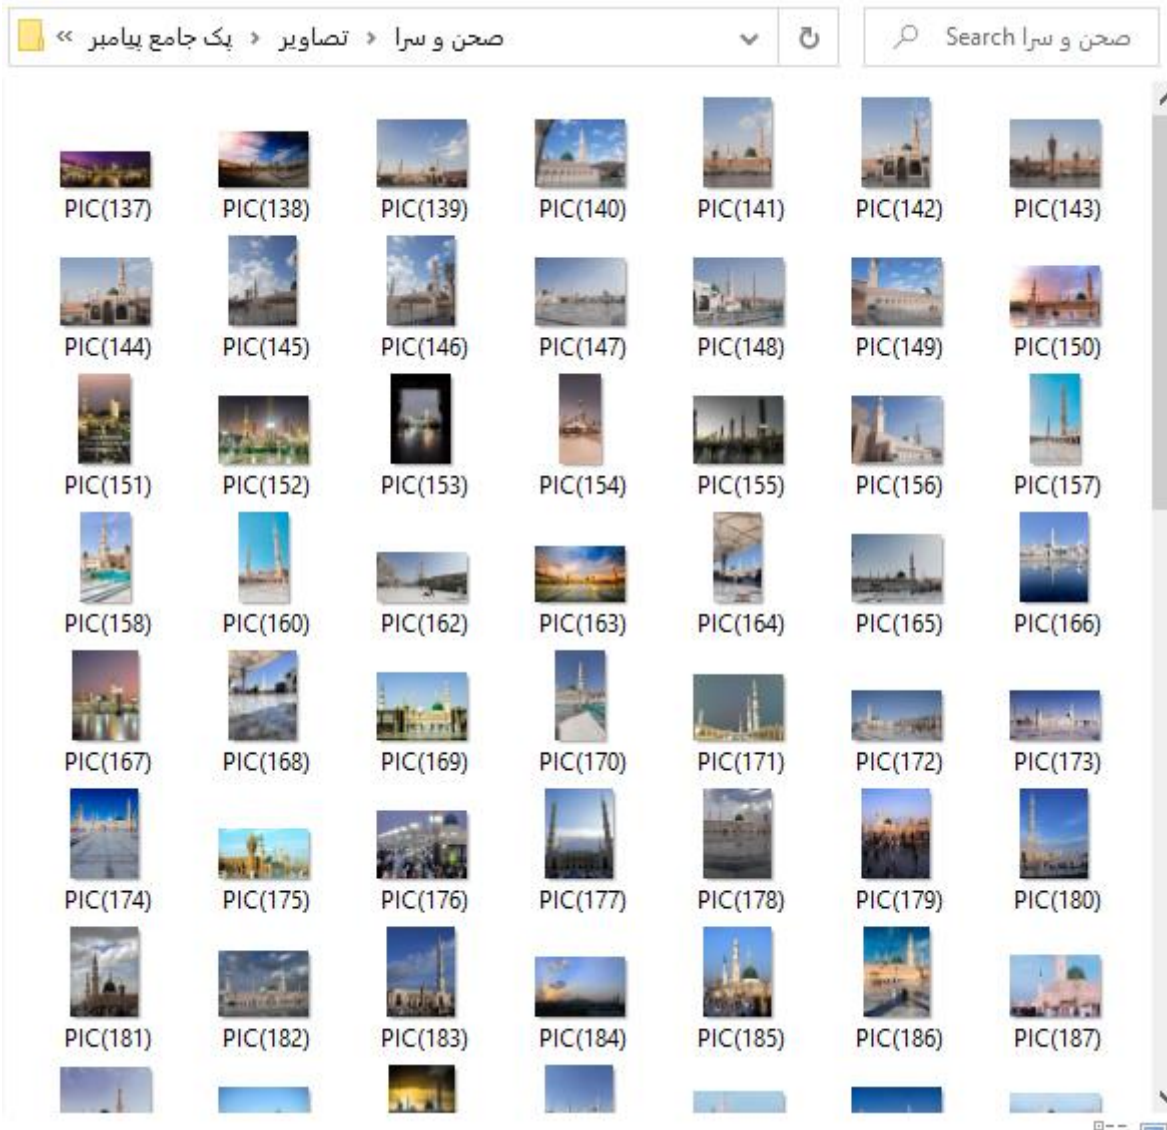 « پک جامع پیامبر › تصاویر › صحن و سرا
Search صحن و سرا
PIC(137) PIC(138) PIC(139) PIC(140) PIC(141) PIC(142) PIC(143)
PIC(144) PIC(145) PIC(146) PIC(147) PIC(148) PIC(149) PIC(150)
PIC(151) PIC(152) PIC(153) PIC(154) PIC(155) PIC(156) PIC(157)
PIC(158) PIC(160) PIC(162) PIC(163) PIC(164) PIC(165) PIC(166)
PIC(167) PIC(168) PIC(169) PIC(170) PIC(171) PIC(172) PIC(173)
PIC(174) PIC(175) PIC(176) PIC(177) PIC(178) PIC(179) PIC(180)
PIC(181) PIC(182) PIC(183) PIC(184) PIC(185) PIC(186) PIC(187)